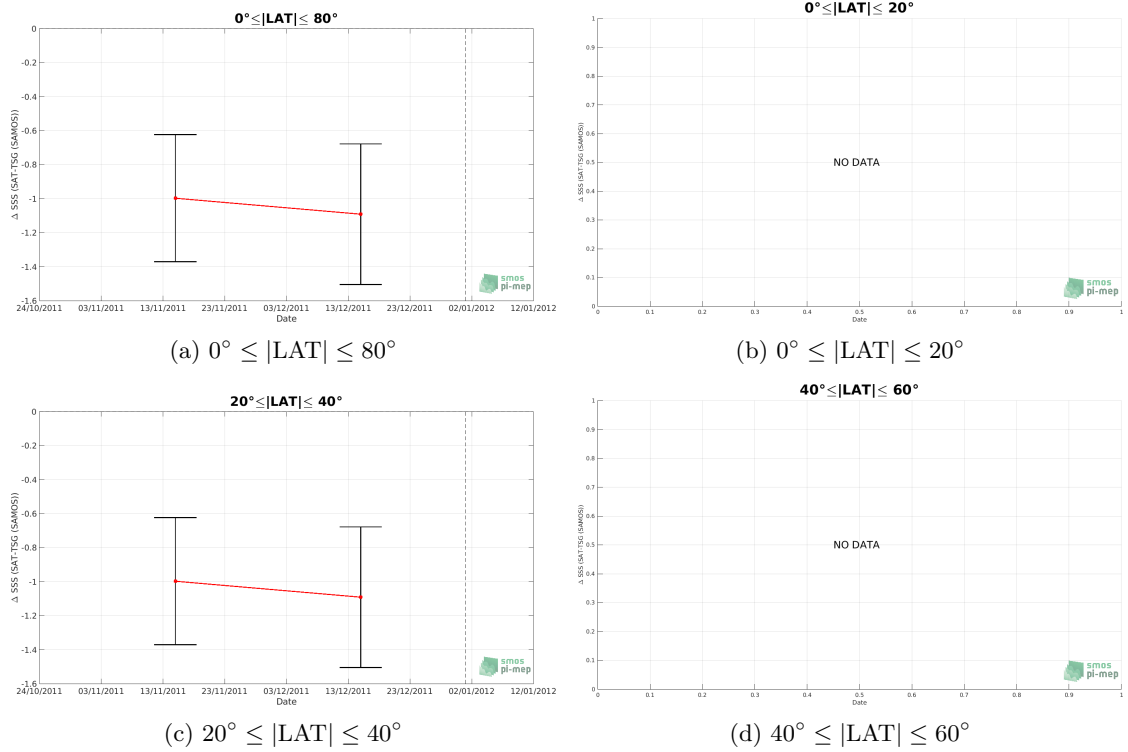 0°≤|LAT|≤ 80°
0
-0.2
-0.4
-0.6
-0.8
-1
-1.2
-1.4
-1.6
Δ SSS (SAT-TSG (SAMOS))
24/10/2011 03/11/2011 13/11/2011 23/11/2011 03/12/2011 13/12/2011 23/12/2011 02/01/2012 12/01/2012
Date
smos
pi-mep
(a) 0° ≤ |LAT| ≤ 80°
0°≤|LAT|≤ 20°
1
0.9
0.8
0.7
0.6
0.5
0.4
0.3
0.2
0.1
0
Δ SSS (SAT-TSG (SAMOS))
NO DATA
0 0.1 0.2 0.3 0.4 0.5 0.6 0.7 0.8 0.9 1
Date
smos
pi-mep
(b) 0° ≤ |LAT| ≤ 20°
20°≤|LAT|≤ 40°
0
-0.2
-0.4
-0.6
-0.8
-1
-1.2
-1.4
-1.6
Δ SSS (SAT-TSG (SAMOS))
24/10/2011 03/11/2011 13/11/2011 23/11/2011 03/12/2011 13/12/2011 23/12/2011 02/01/2012 12/01/2012
Date
smos
pi-mep
(c) 20° ≤ |LAT| ≤ 40°
40°≤|LAT|≤ 60°
1
0.9
0.8
0.7
0.6
0.5
0.4
0.3
0.2
0.1
0
Δ SSS (SAT-TSG (SAMOS))
NO DATA
0 0.1 0.2 0.3 0.4 0.5 0.6 0.7 0.8 0.9 1
Date
smos
pi-mep
(d) 40° ≤ |LAT| ≤ 60°